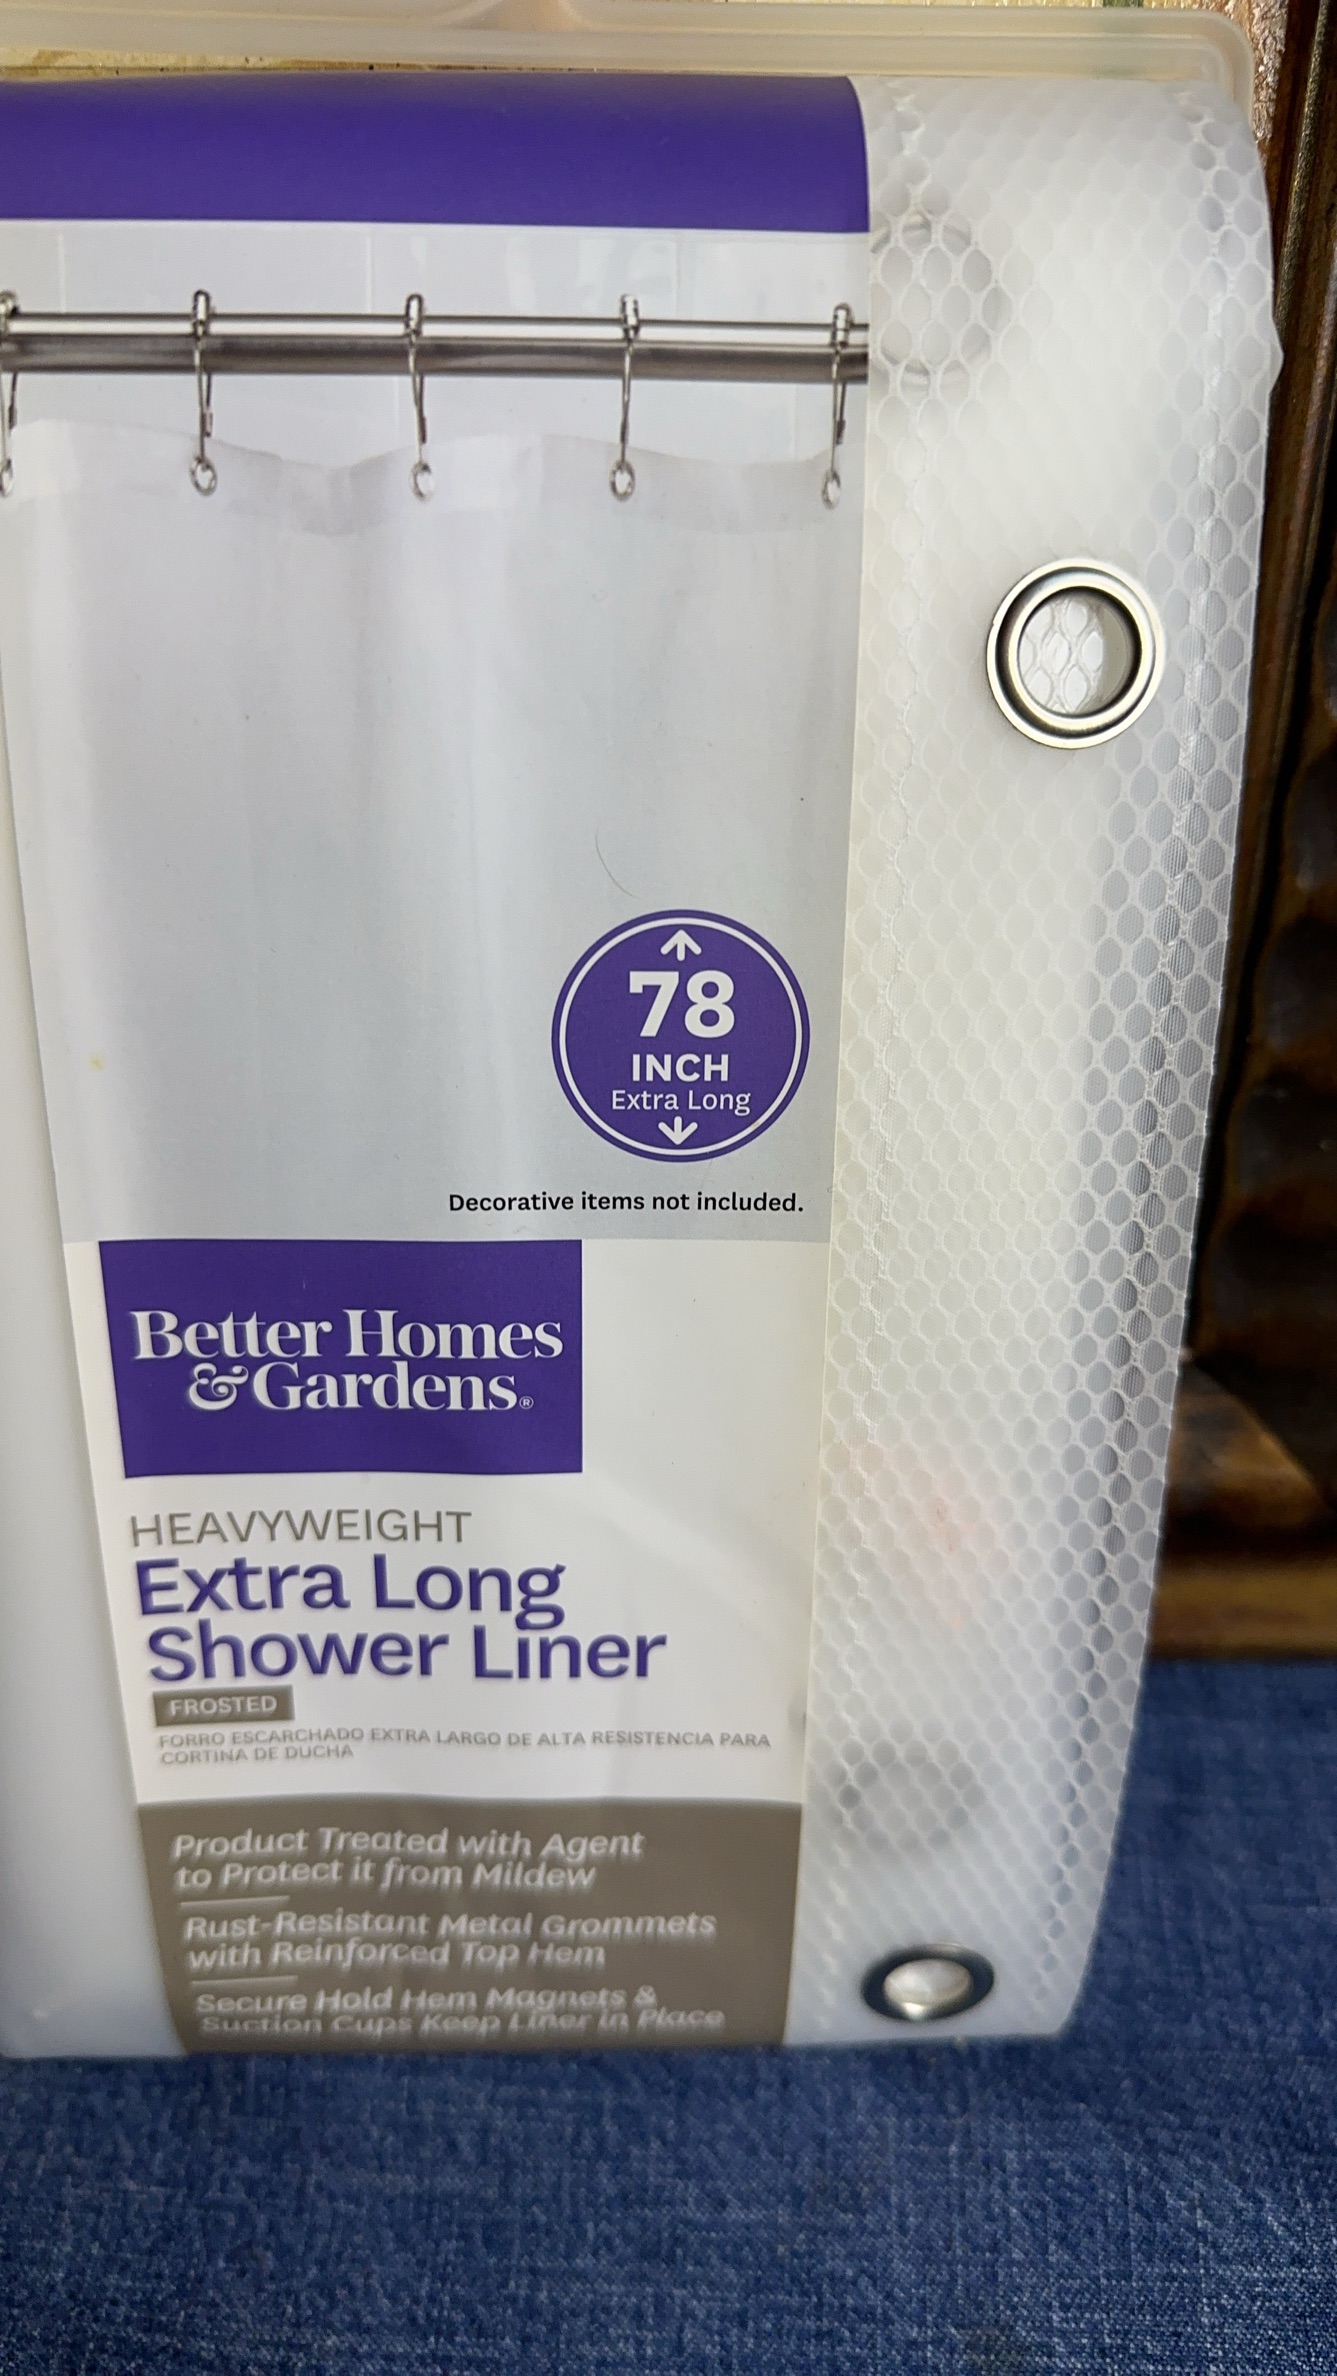 78
INCH
Extra Long
Decorative items not included.
Better Homes
&Gardens®
HEAVYWEIGHT
Extra Long
Shower Liner
FROSTED
FORRO ESCARCHADO EXTRA LARGO DE ALTA RESISTENCIA PARA
CORTINA DE DUCHA
Product Treated with Agent
to Protect it from Mildew
Rust-Resistant Metal Grommets
with Reinforced Top Hem
Secure Hold Hem Magnets &
Suction Cups Keep Liner in Place